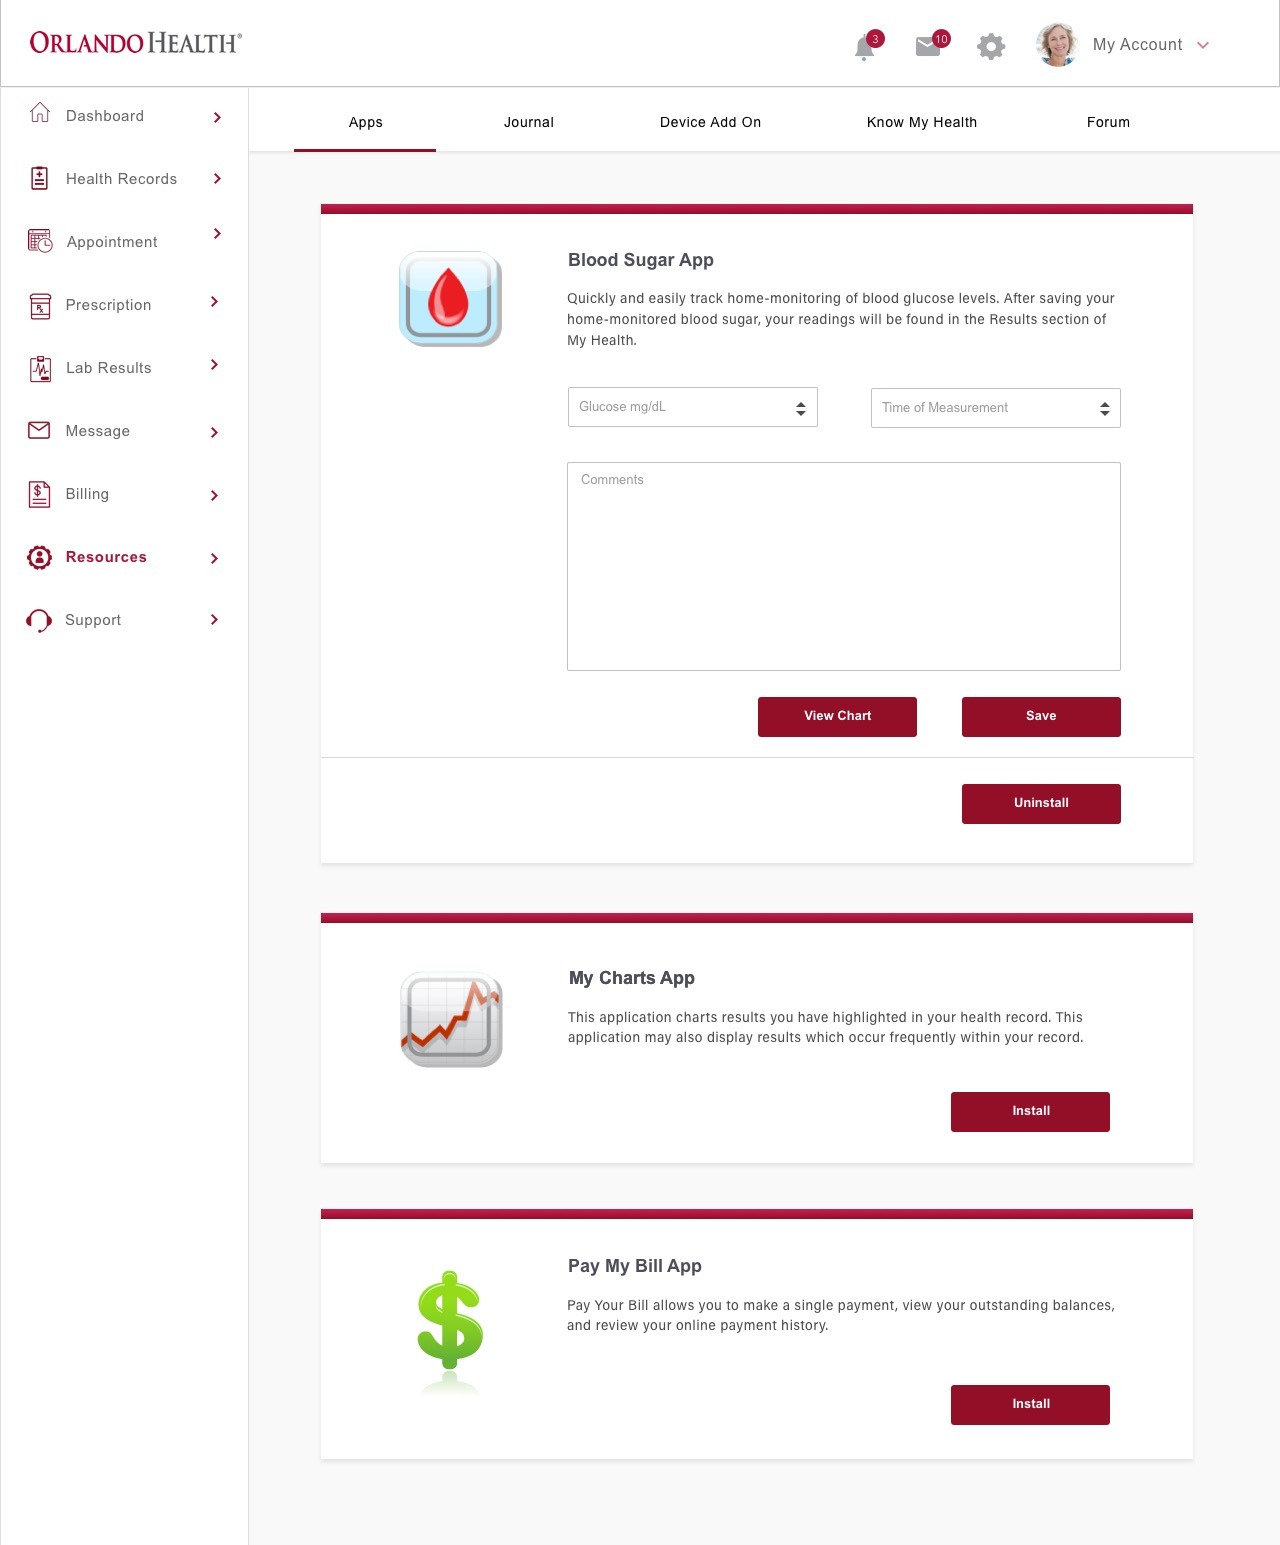 ORLANDO HEALTH®
3
10
My Account
Dashboard
Health Records
Appointment
Prescription
Lab Results
Message
Billing
Resources
Support
Apps
Journal
Device Add On
Know My Health
Forum
Blood Sugar App
Quickly and easily track home-monitoring of blood glucose levels. After saving your
home-monitored blood sugar, your readings will be found in the Results section of
My Health.
Glucose mg/dL
Time of Measurement
Comments
View Chart
Save
Uninstall
My Charts App
This application charts results you have highlighted in your health record. This
application may also display results which occur frequently within your record.
Install
Pay My Bill App
Pay Your Bill allows you to make a single payment, view your outstanding balances,
and review your online payment history.
Install